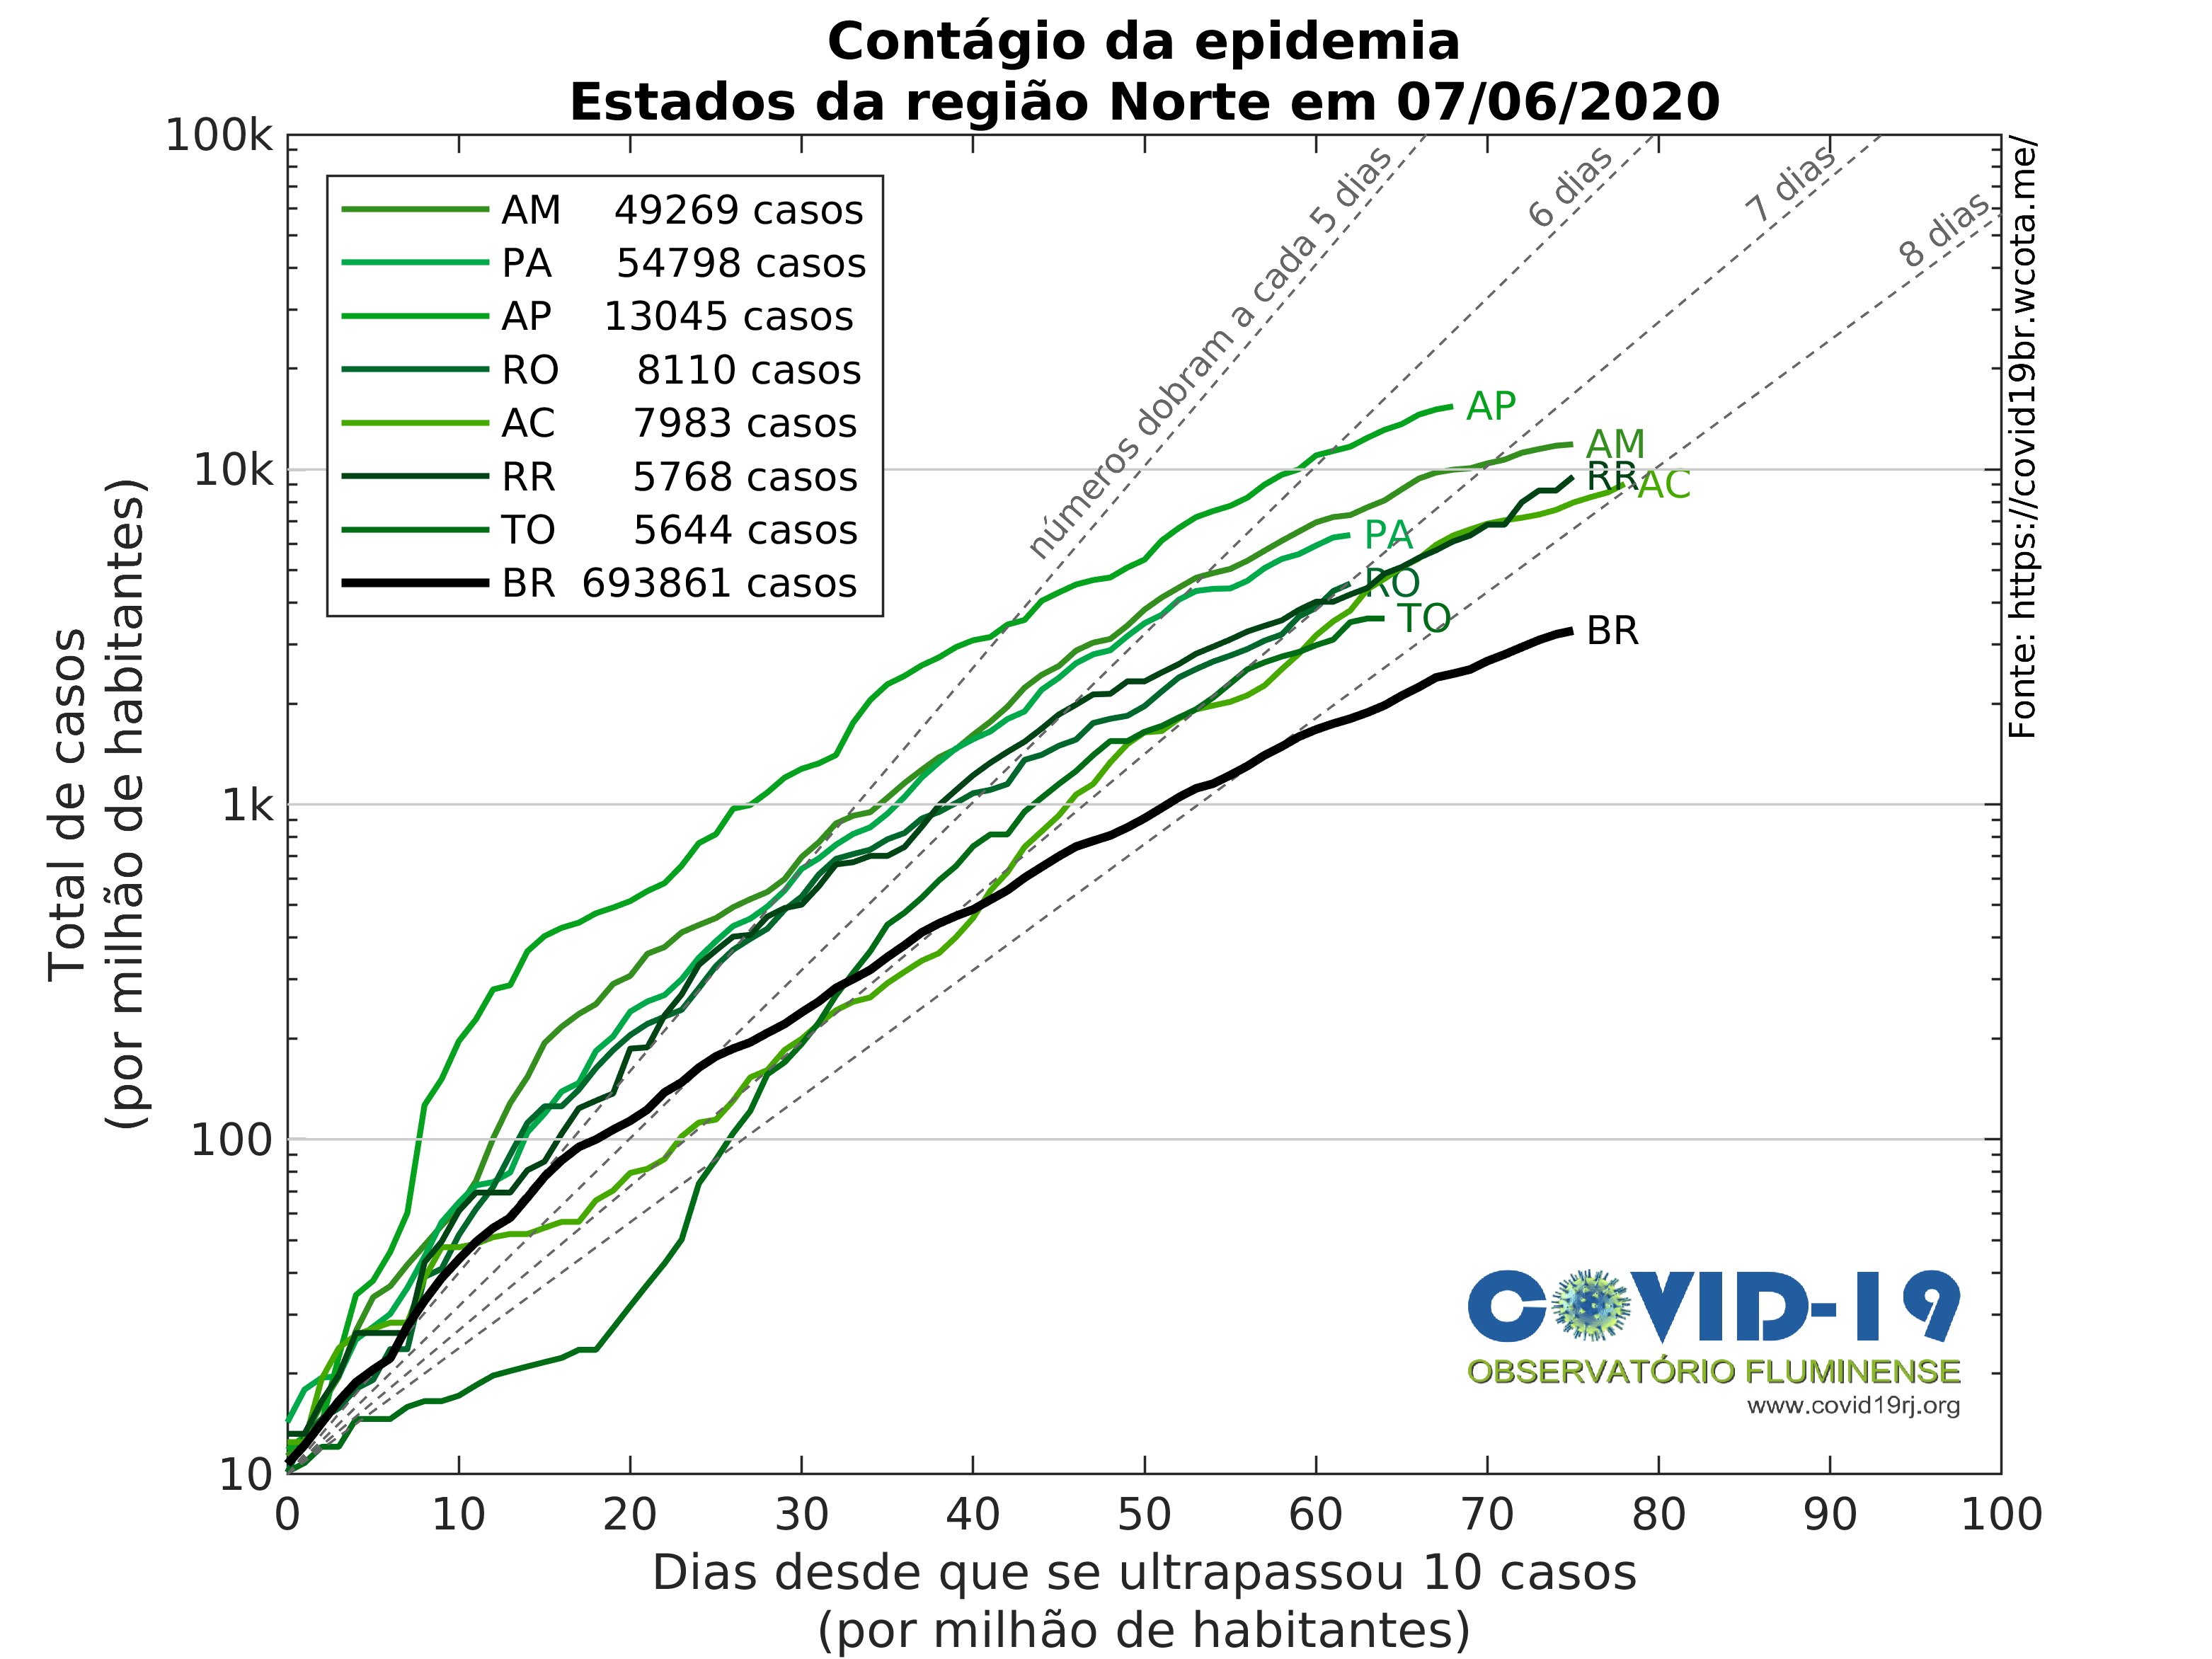 Contágio da epidemia
Estados da região Norte em 07/06/2020
100k
10k
1k
100
10
Total de casos
(por milhão de habitantes)
AM 49269 casos
PA 54798 casos
AP 13045 casos
RO 8110 casos
AC 7983 casos
RR 5768 casos
TO 5644 casos
BR 693861 casos
números dobram a cada 5 dias
6 dias
7 dias
8 dias
AP
AM
RR
AC
PA
RO
TO
BR
Fonte: https://covid19br.wcota.me/
COVID-19
OBSERVATÓRIO FLUMINENSE
www.covid19rj.org
0 10 20 30 40 50 60 70 80 90 100
Dias desde que se ultrapassou 10 casos
(por milhão de habitantes)